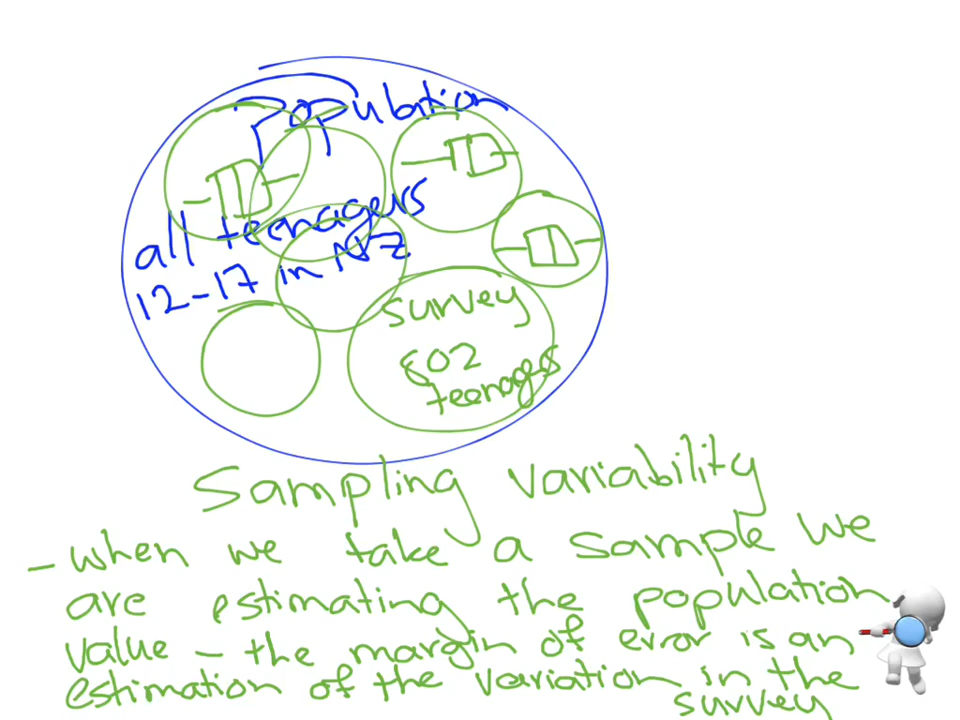 Population
all teenagers
12-17 in NZ
survey
802
teenages
Sampling variability
- when we take a sample we
are estimating the population
value - the margin of error is an
estimation of the variation in the
survey